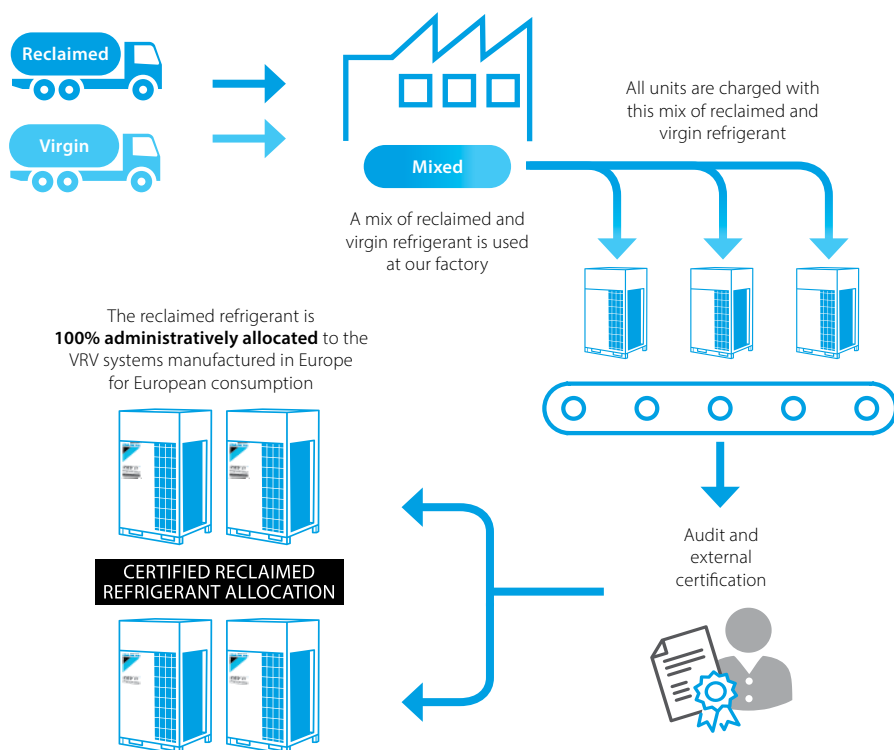 Reclaimed
Virgin
Mixed
A mix of reclaimed and
virgin refrigerant is used
at our factory
All units are charged with
this mix of reclaimed and
virgin refrigerant
Audit and
external
certification
The reclaimed refrigerant is
100% administratively allocated to the
VRV systems manufactured in Europe
for European consumption
CERTIFIED RECLAIMED
REFRIGERANT ALLOCATION